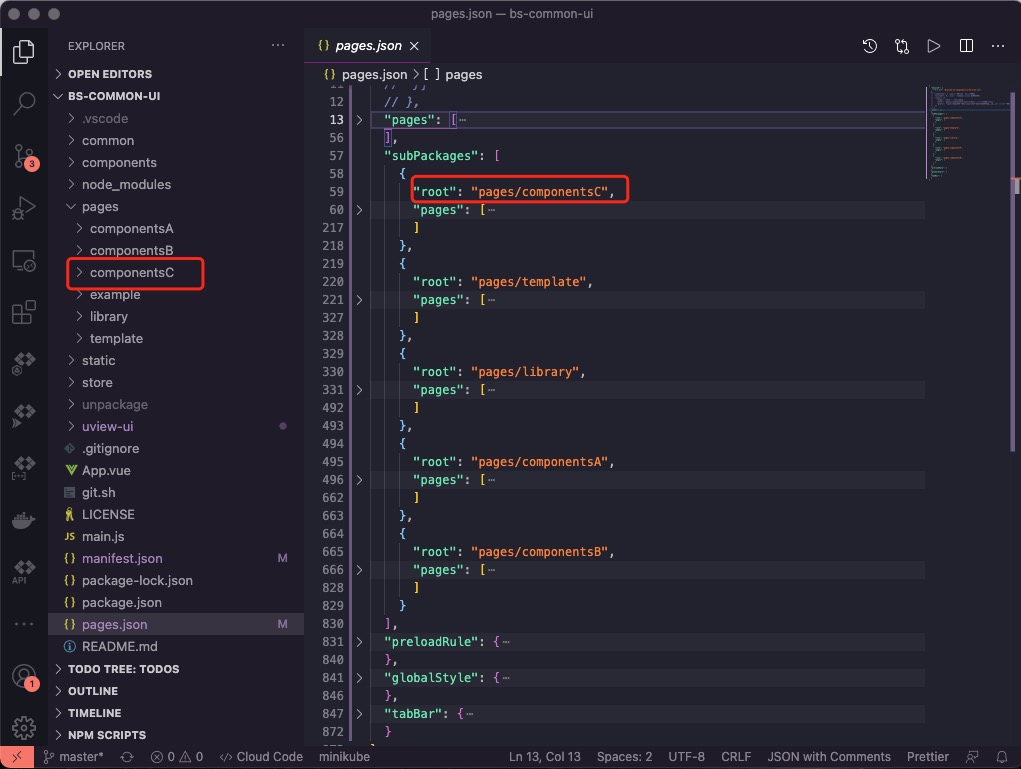 pages.json — bs-common-ui
EXPLORER
OPEN EDITORS
BS-COMMON-UI
.vscode
common
components
node_modules
pages
componentsA
componentsB
componentsC
example
library
template
static
store
unpackage
uview-ui
.gitignore
App.vue
git.sh
LICENSE
JS main.js
{} manifest.json M
{} package-lock.json
{} package.json
{} pages.json M
README.md
TODO TREE: TODOS
OUTLINE
TIMELINE
NPM SCRIPTS
3
API
1
{} pages.json ×
{} pages.json > [ ] pages
12 // },
13 "pages": [⋯
56 ],
57 "subPackages": [
58 {
59 "root": "pages/componentsC",
60 "pages": [⋯
217 ]
218 },
219 {
220 "root": "pages/template",
221 "pages": [⋯
327 ]
328 },
329 {
330 "root": "pages/library",
331 "pages": [⋯
492 ]
493 },
494 {
495 "root": "pages/componentsA",
496 "pages": [⋯
662 ]
663 },
664 {
665 "root": "pages/componentsB",
666 "pages": [⋯
828 ]
829 }
830 ],
831 "preloadRule": {⋯
840 },
841 "globalStyle": {⋯
846 },
847 "tabBar": {⋯
872 }
master* 0 0 Cloud Code minikube Ln 13, Col 13 Spaces: 2 UTF-8 CRLF JSON with Comments Prettier